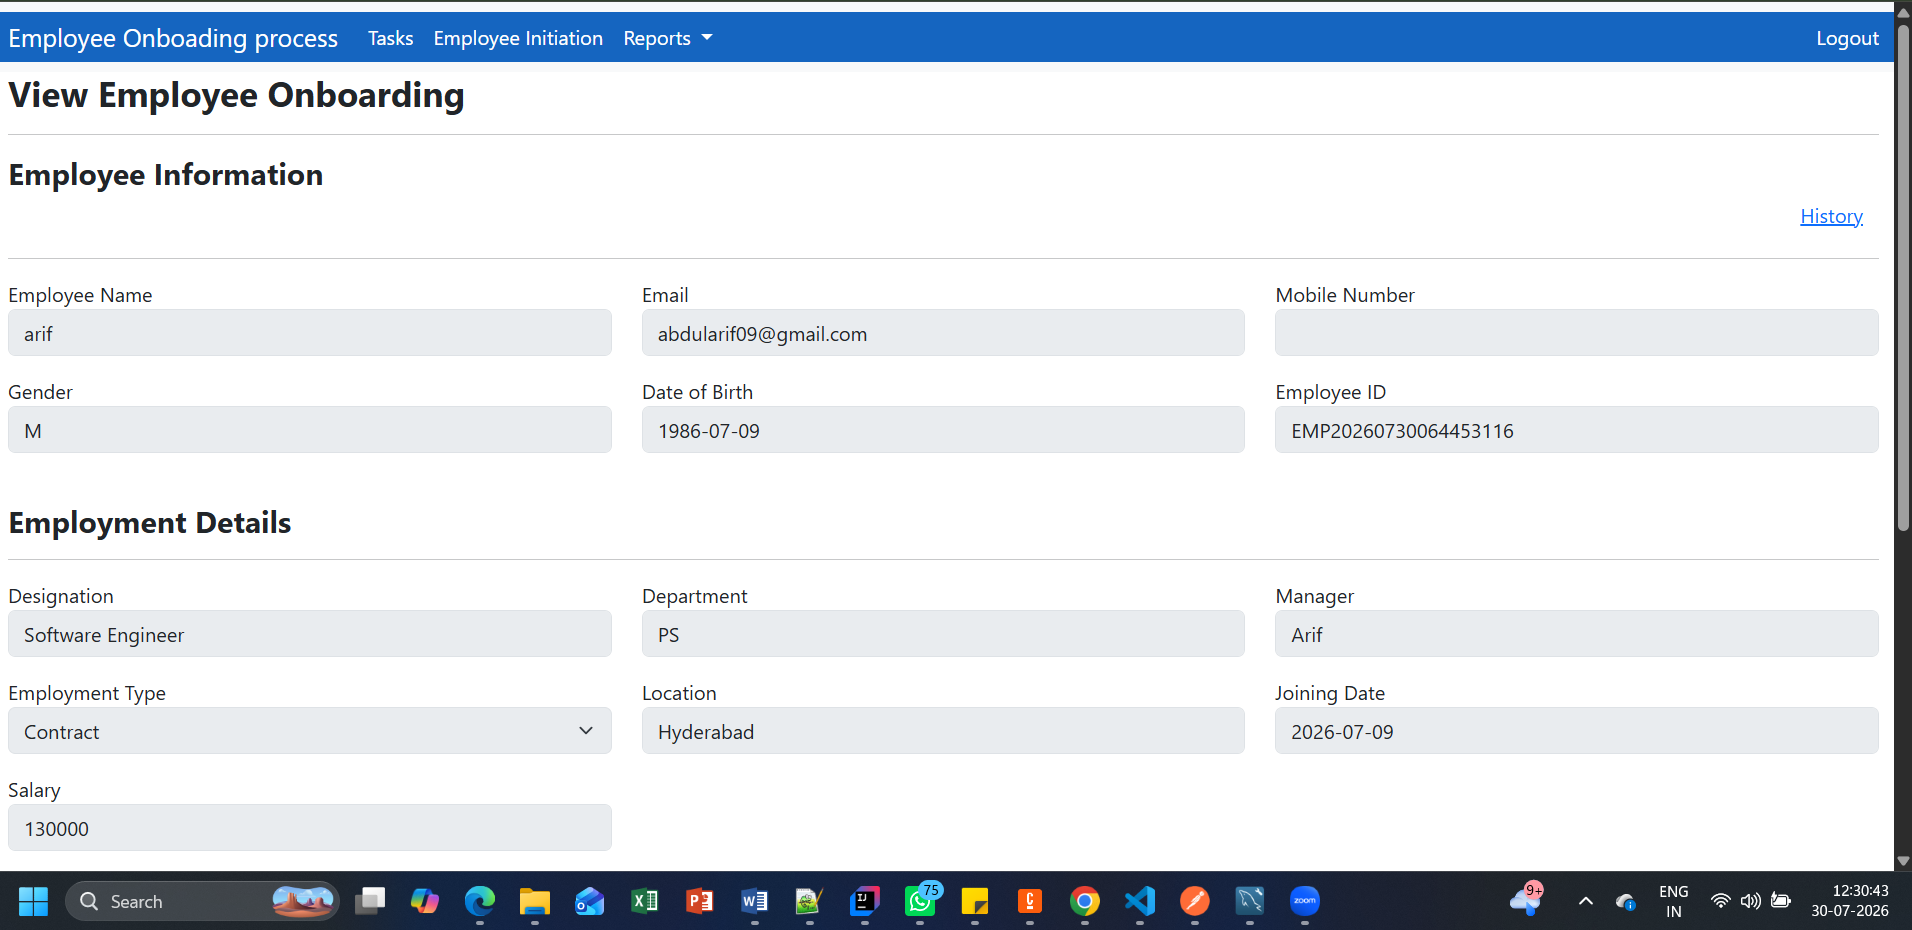 Employee Onboading process Tasks Employee Initiation Reports Logout
View Employee Onboarding
Employee Information
History
Employee Name Email Mobile Number
arif abdularif09@gmail.com
Gender Date of Birth Employee ID
M 1986-07-09 EMP20260730064453116
Employment Details
Designation Department Manager
Software Engineer PS Arif
Employment Type Location Joining Date
Contract Hyderabad 2026-07-09
Salary
130000
Search 75 zoom 9+ ENG IN 12:30:43
30-07-2026